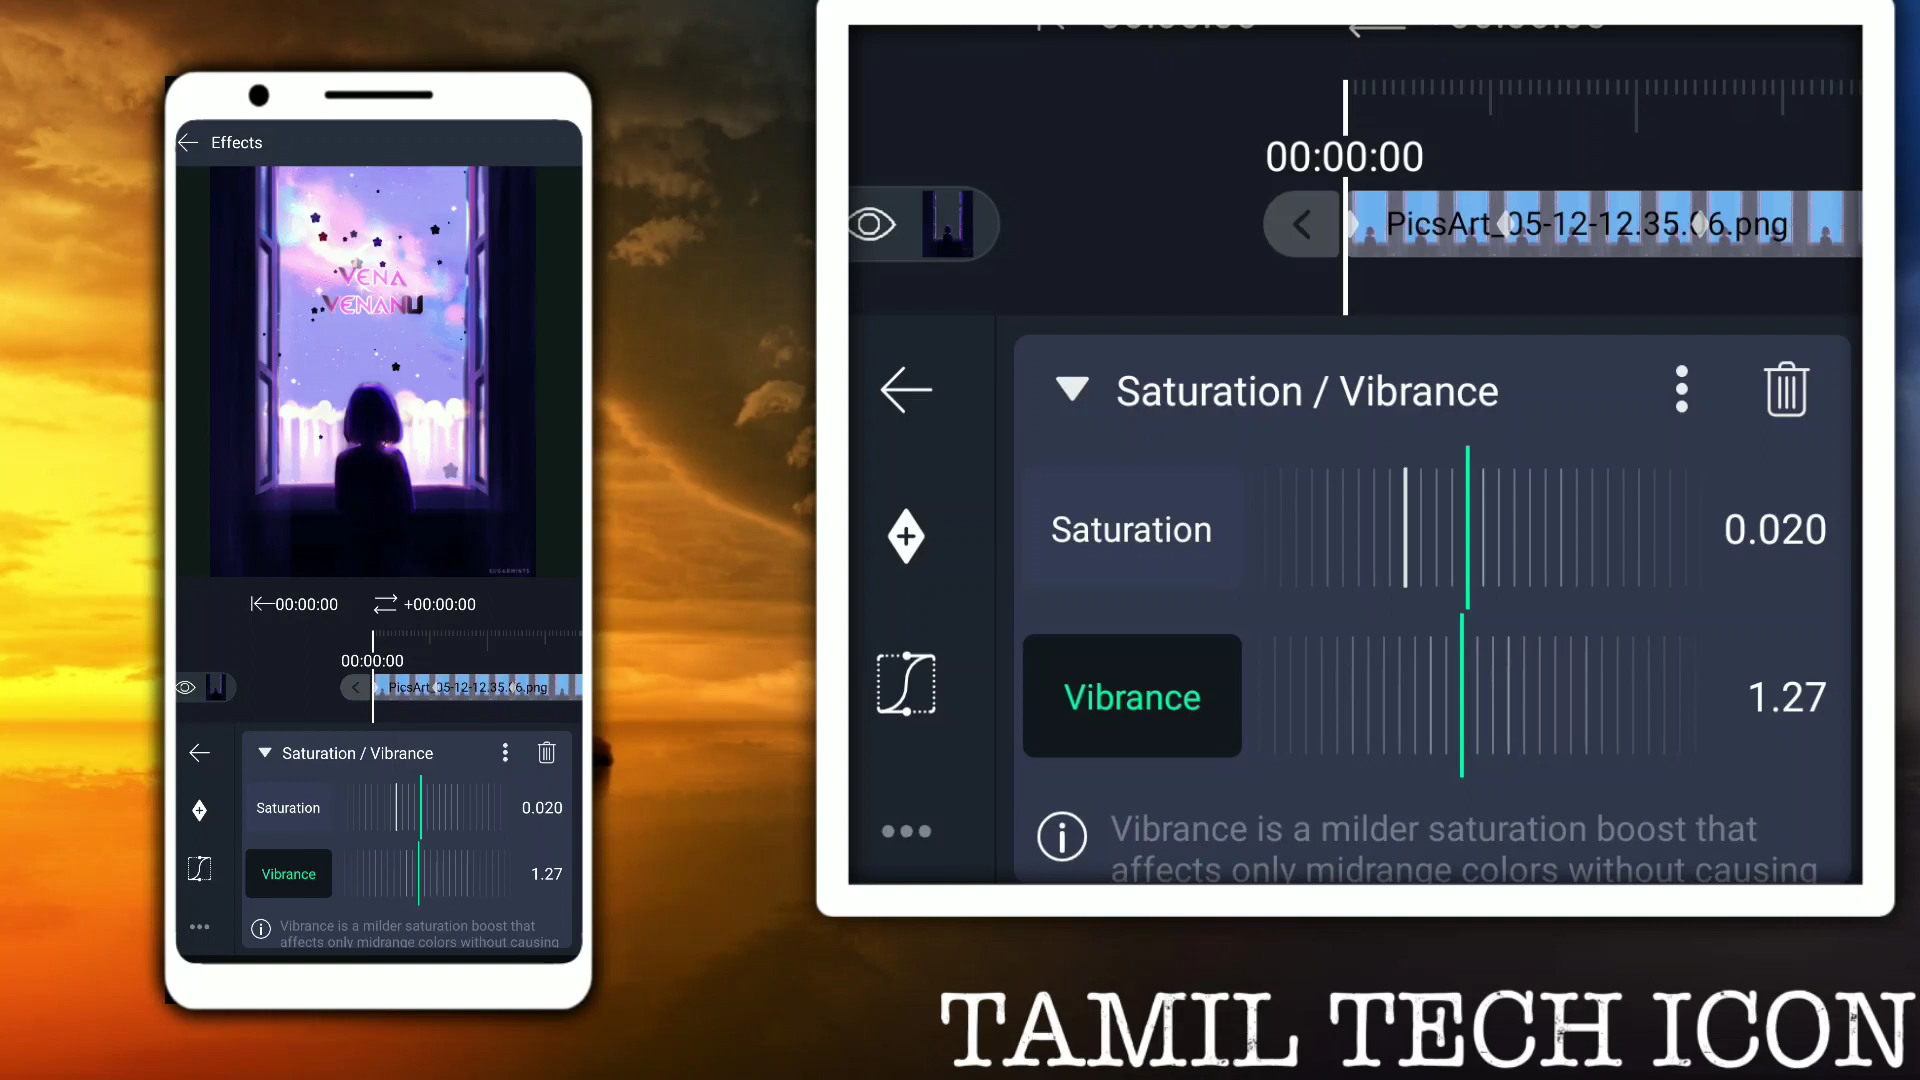 Effects
VENA
VENANU
SUGARMINTS
00:00:00
+00:00:00
00:00:00
PicsArt_05-12-12.35.06.png
Saturation / Vibrance
Saturation
0.020
Vibrance
1.27
Vibrance is a milder saturation boost that
affects only midrange colors without causing
00:00:00
PicsArt_05-12-12.35.06.png
Saturation / Vibrance
Saturation
0.020
Vibrance
1.27
Vibrance is a milder saturation boost that
affects only midrange colors without causing
TAMIL TECH ICON